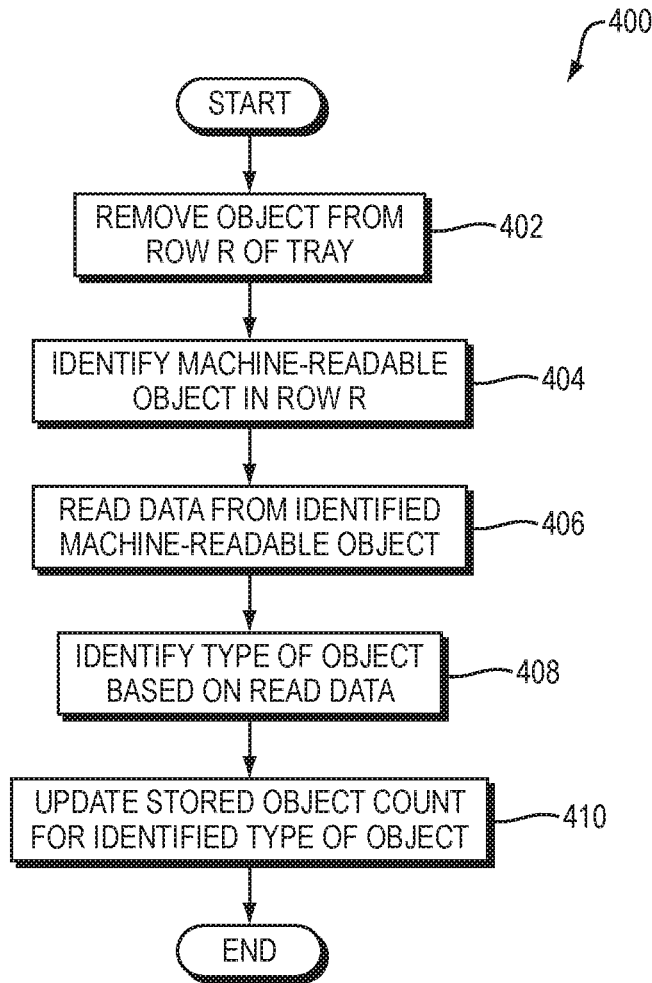 400
START
REMOVE OBJECT FROM
ROW R OF TRAY
402
IDENTIFY MACHINE-READABLE
OBJECT IN ROW R
404
READ DATA FROM IDENTIFIED
MACHINE-READABLE OBJECT
406
IDENTIFY TYPE OF OBJECT
BASED ON READ DATA
408
UPDATE STORED OBJECT COUNT
FOR IDENTIFIED TYPE OF OBJECT
410
END